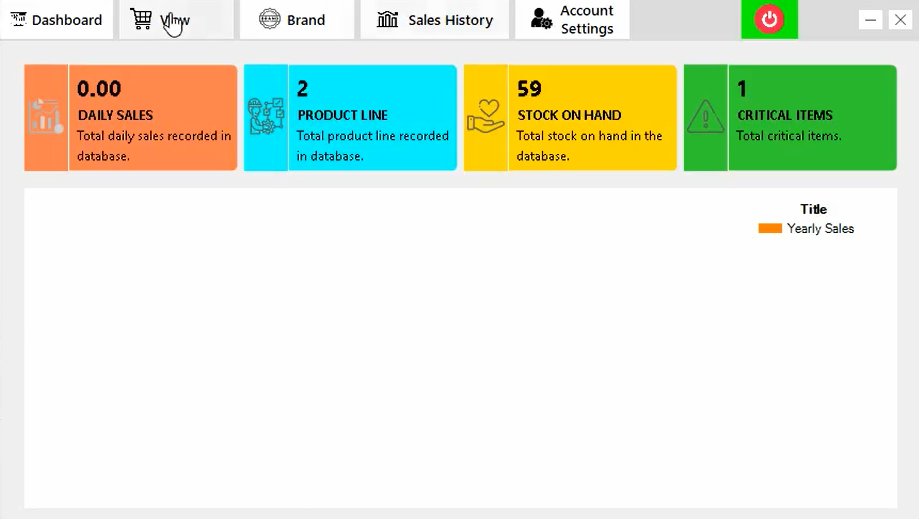 Dashboard
View
Brand
Sales History
Account
Settings
0.00
DAILY SALES
Total daily sales recorded in
database.
2
PRODUCT LINE
Total product line recorded
in database.
59
STOCK ON HAND
Total stock on hand in the
database.
1
CRITICAL ITEMS
Total critical items.
Title
Yearly Sales